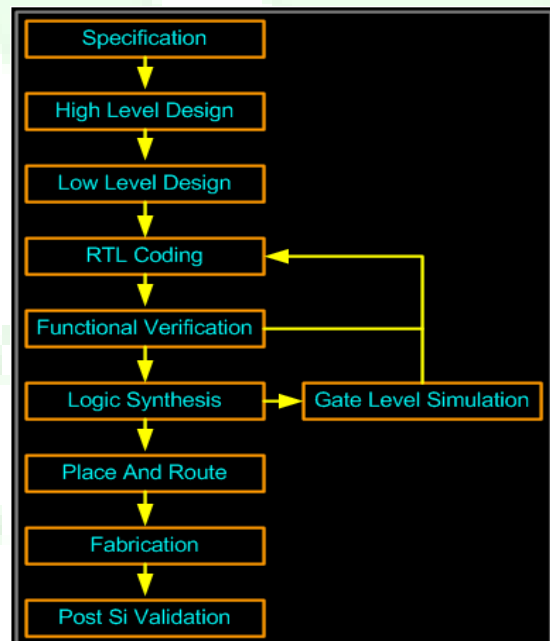 Specification
High Level Design
Low Level Design
RTL Coding
Functional Verification
Logic Synthesis
Gate Level Simulation
Place And Route
Fabrication
Post Si Validation